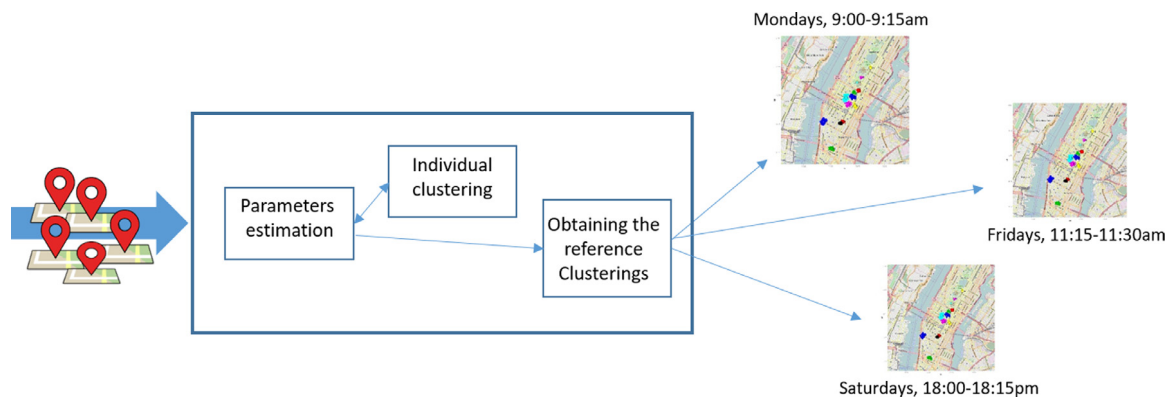 Mondays, 9:00-9:15am
Individual
clustering
Parameters
estimation
Obtaining the
reference
Clusterings
Fridays, 11:15-11:30am
Saturdays, 18:00-18:15pm